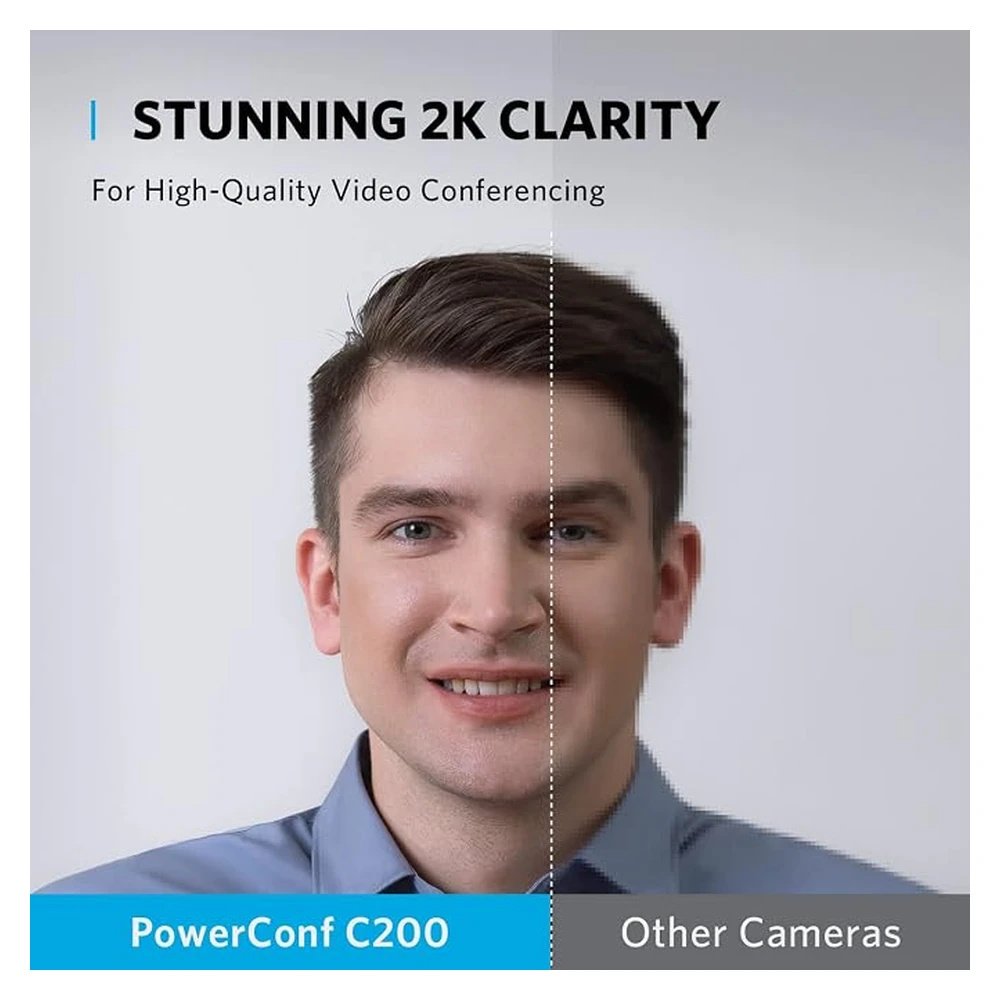 STUNNING 2K CLARITY
For High-Quality Video Conferencing
PowerConf C200
Other Cameras